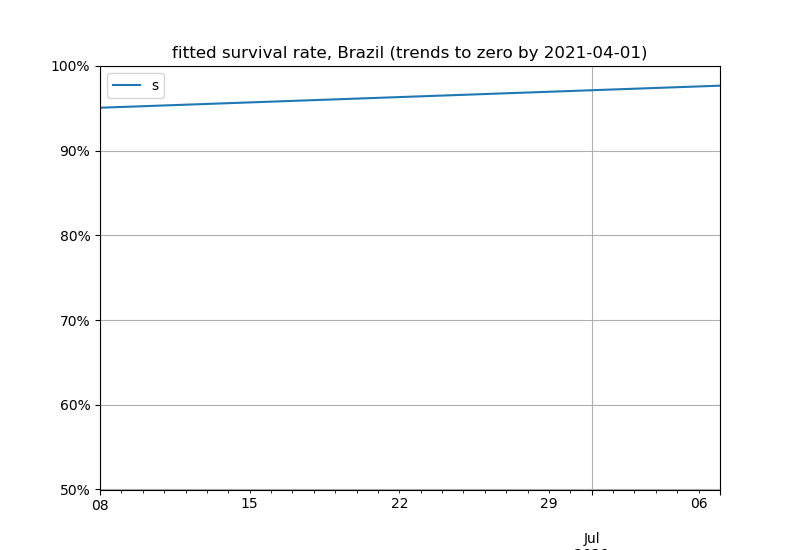 fitted survival rate, Brazil (trends to zero by 2021-04-01)
100%
s
90%
80%
70%
60%
50%
08 15 22 29 06
Jul